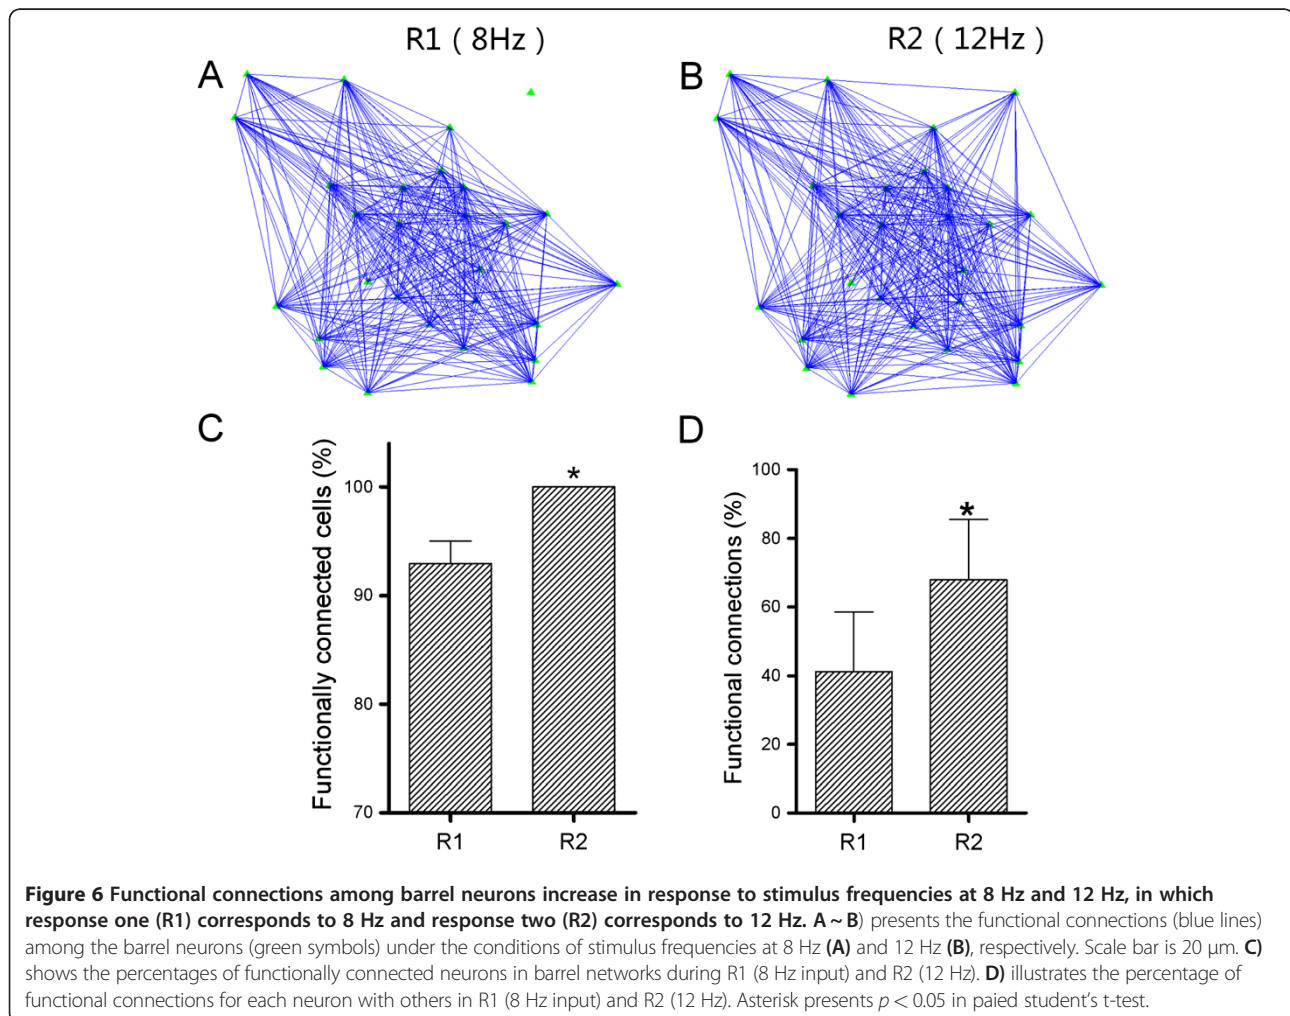 R1 ( 8Hz )
R2 ( 12Hz )
A
B
C
D
Functionally connected cells (%)
100
90
80
70
R1
R2
*
Functional connections (%)
100
80
60
40
20
0
R1
R2
*
Figure 6 Functional connections among barrel neurons increase in response to stimulus frequencies at 8 Hz and 12 Hz, in which
response one (R1) corresponds to 8 Hz and response two (R2) corresponds to 12 Hz. A ~ B) presents the functional connections (blue lines)
among the barrel neurons (green symbols) under the conditions of stimulus frequencies at 8 Hz (A) and 12 Hz (B), respectively. Scale bar is 20 μm. C)
shows the percentages of functionally connected neurons in barrel networks during R1 (8 Hz input) and R2 (12 Hz). D) illustrates the percentage of
functional connections for each neuron with others in R1 (8 Hz input) and R2 (12 Hz). Asterisk presents p < 0.05 in paied student's t-test.